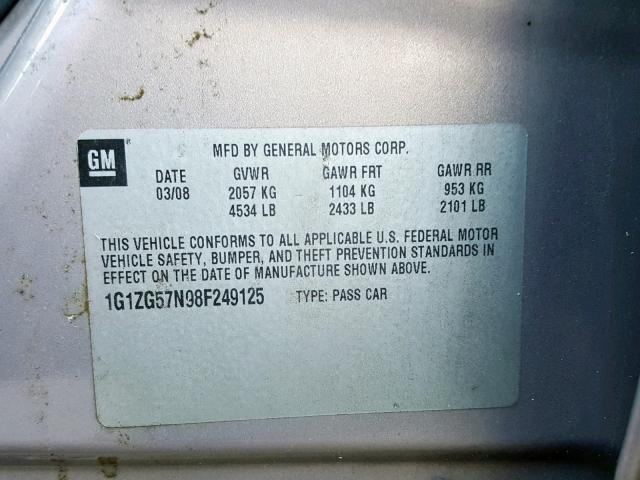 GM ®
MFD BY GENERAL MOTORS CORP.
DATE GVWR GAWR FRT GAWR RR
03/08 2057 KG 1104 KG 953 KG
4534 LB 2433 LB 2101 LB
THIS VEHICLE CONFORMS TO ALL APPLICABLE U.S. FEDERAL MOTOR
VEHICLE SAFETY, BUMPER, AND THEFT PREVENTION STANDARDS IN
EFFECT ON THE DATE OF MANUFACTURE SHOWN ABOVE.
1G1ZG57N98F249125 TYPE: PASS CAR